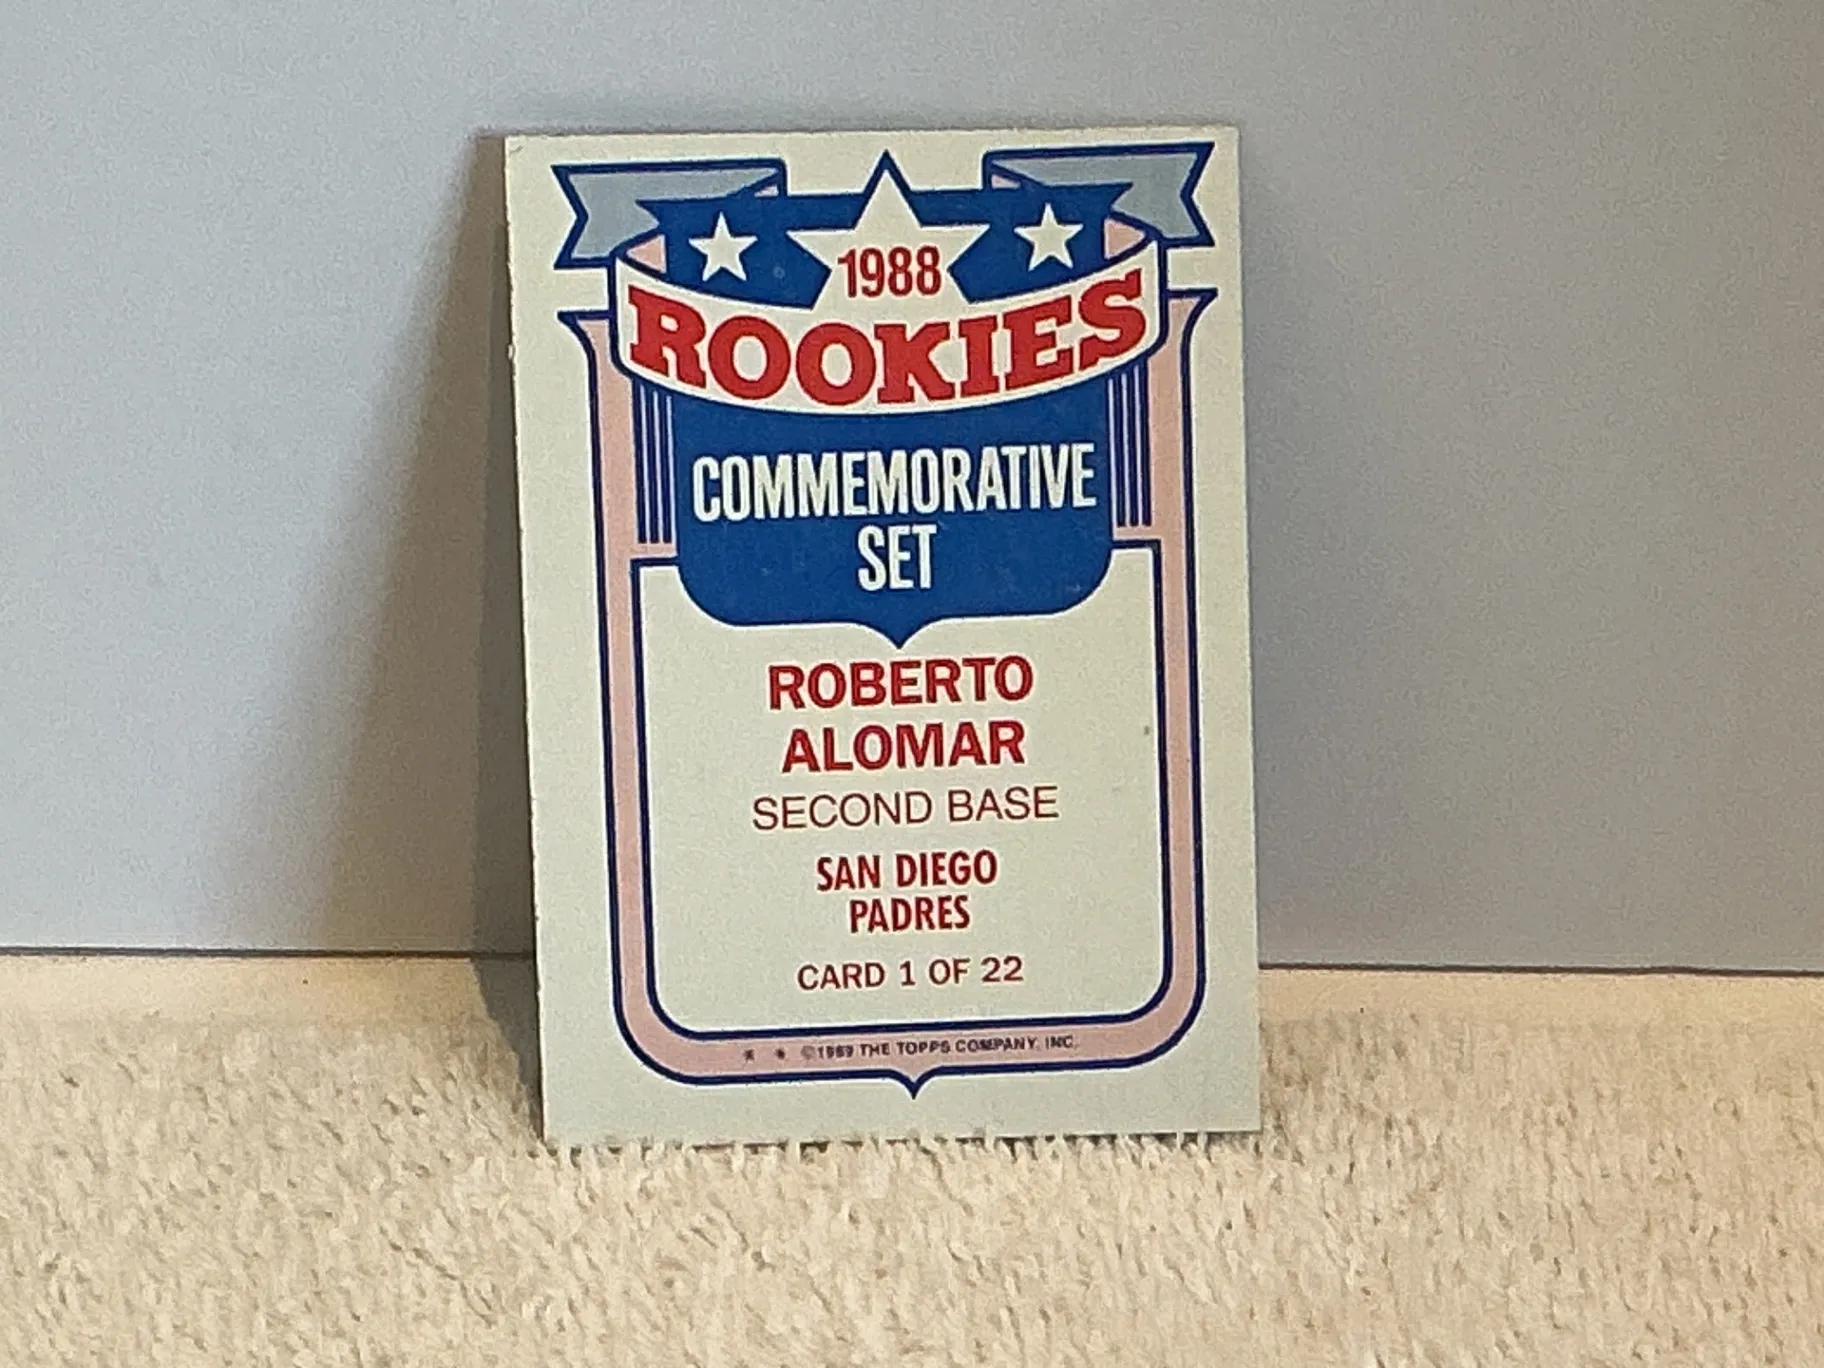 1988
ROOKIES
COMMEMORATIVE
SET
ROBERTO
ALOMAR
SECOND BASE
SAN DIEGO
PADRES
CARD 1 OF 22
* * ©1989 THE TOPPS COMPANY, INC.